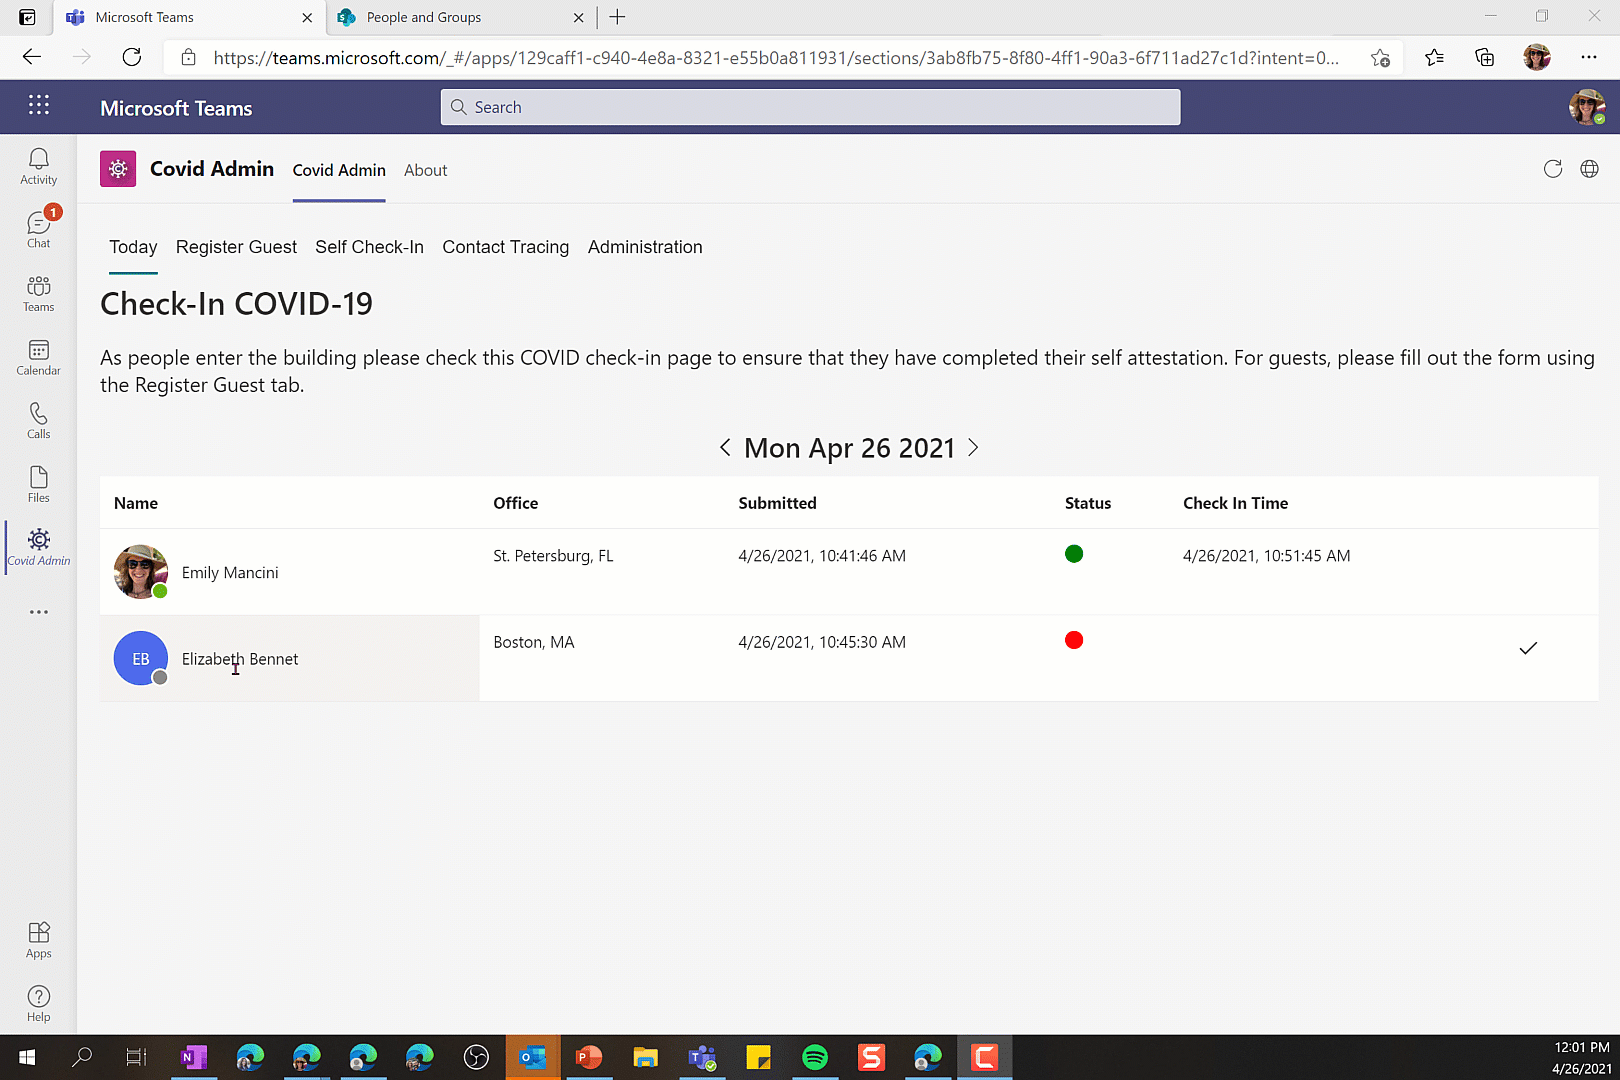 Microsoft Teams
People and Groups
https://teams.microsoft.com/_#/apps/129caff1-c940-4e8a-8321-e55b0a811931/sections/3ab8fb75-8f80-4ff1-90a3-6f711ad27c1d?intent=0...
Microsoft Teams
Search
Activity
1
Chat
Teams
Calendar
Calls
Files
Covid Admin
Apps
Help
Covid Admin Covid Admin About
Today Register Guest Self Check-In Contact Tracing Administration
Check-In COVID-19
As people enter the building please check this COVID check-in page to ensure that they have completed their self attestation. For guests, please fill out the form using
the Register Guest tab.
Mon Apr 26 2021
Name Office Submitted Status Check In Time
Emily Mancini St. Petersburg, FL 4/26/2021, 10:41:46 AM 4/26/2021, 10:51:45 AM
EB Elizabeth Bennet Boston, MA 4/26/2021, 10:45:30 AM
12:01 PM
4/26/2021